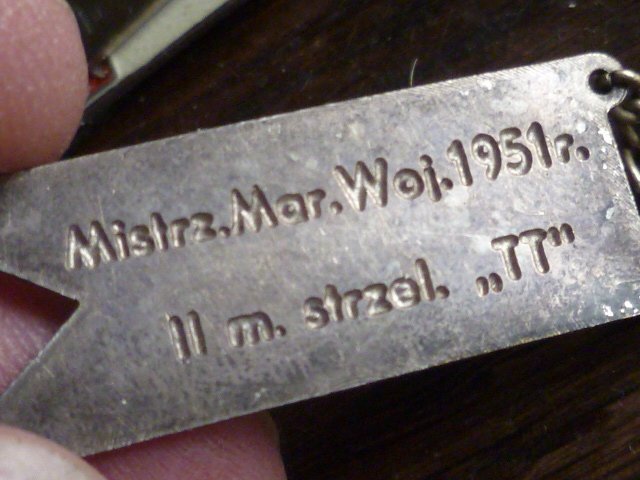 Mistrz.Mar.Woj.1951r.
II m. strzel. „TT”